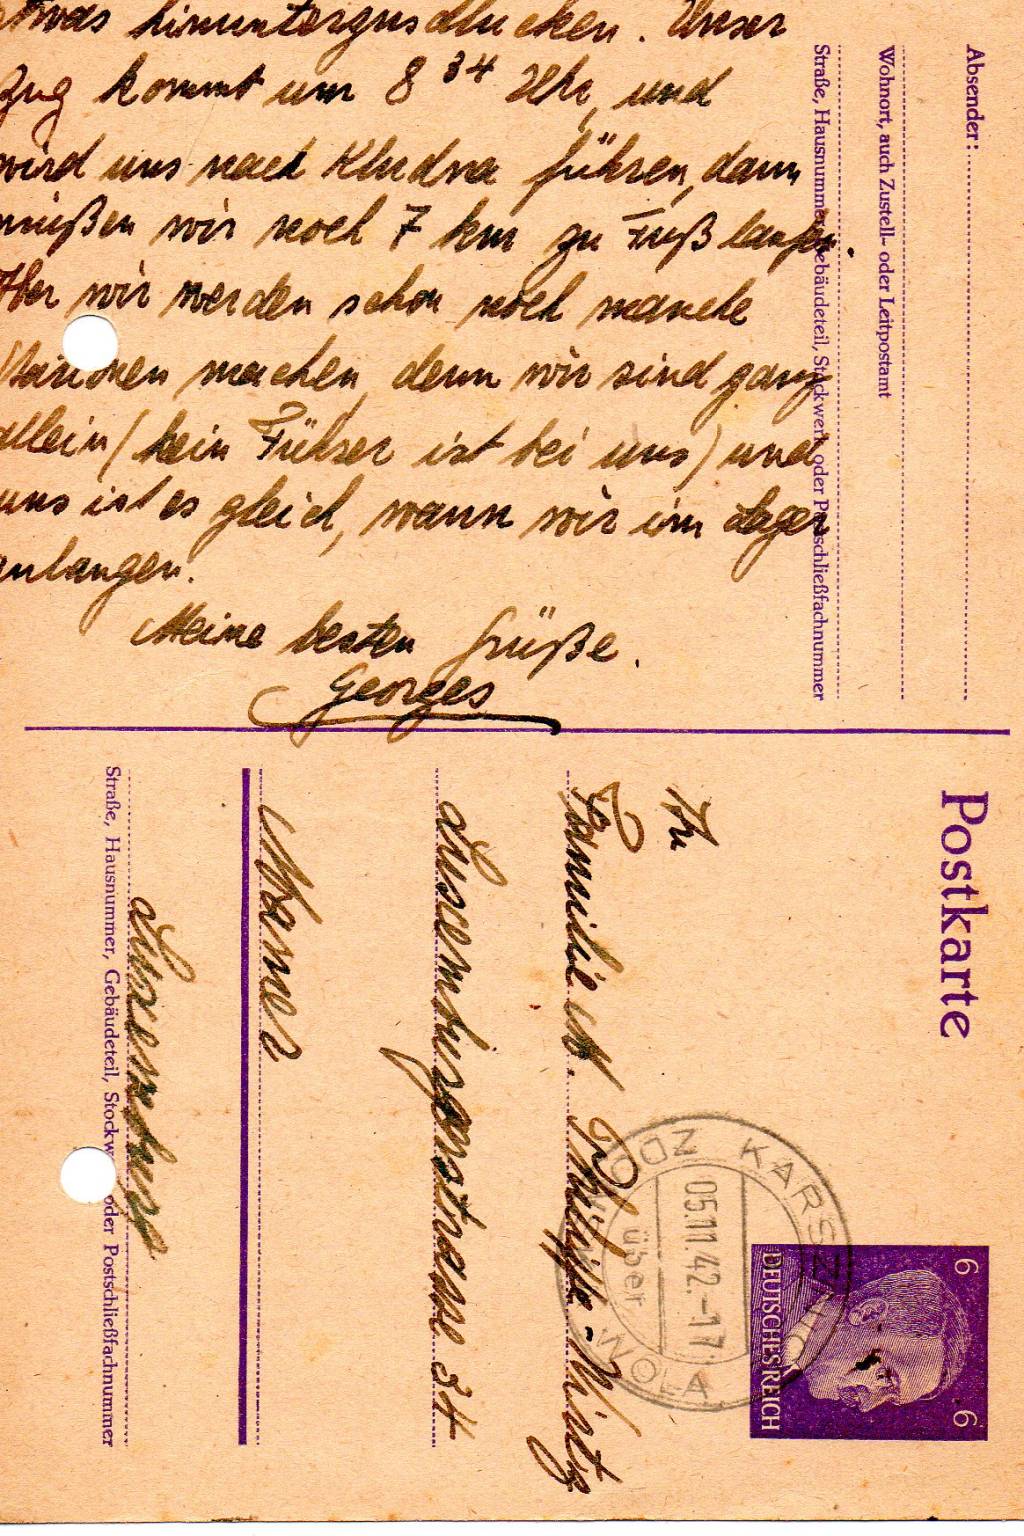 etwas hinunterzuschlucken. Unser
Zug kommt um 8 34 Uhr, und
wird uns nach führen, dann
müßen wir noch 7 km zu Fuß laufen.
Aber wir werden schon noch manche
machen, denn wir sind ganz
allein (kein Führer ist bei uns) und
uns ist es gleich, wann wir im Lager
anlangen.
Meine besten Grüße.
Georges
Absender:
Wohnort, auch Zustell- oder Leitpostamt
Straße, Hausnummer, Gebäudeteil, Stockwerk oder Postschließfachnummer
Postkarte
An
Familie M. Philippe-Wirtz
Luxemburgerstrasse 34
Mamer
Luxemburg
Straße, Hausnummer, Gebäudeteil, Stockwerk oder Postschließfachnummer
KARSZNICE
05.11.42.-17
über
WOLA
6 6
DEUTSCHES REICH